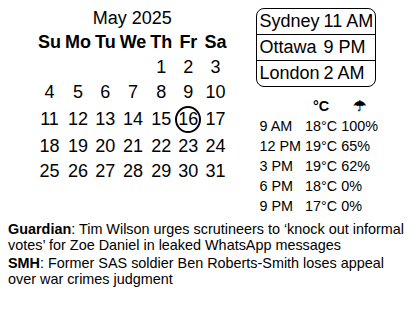 May 2025
Su Mo Tu We Th Fr Sa
1 2 3
4 5 6 7 8 9 10
11 12 13 14 15 16 17
18 19 20 21 22 23 24
25 26 27 28 29 30 31
Sydney 11 AM
Ottawa 9 PM
London 2 AM
°C ☂
9 AM 18°C 100%
12 PM 19°C 65%
3 PM 19°C 62%
6 PM 18°C 0%
9 PM 17°C 0%
Guardian: Tim Wilson urges scrutineers to ‘knock out informal
votes’ for Zoe Daniel in leaked WhatsApp messages
SMH: Former SAS soldier Ben Roberts-Smith loses appeal
over war crimes judgment